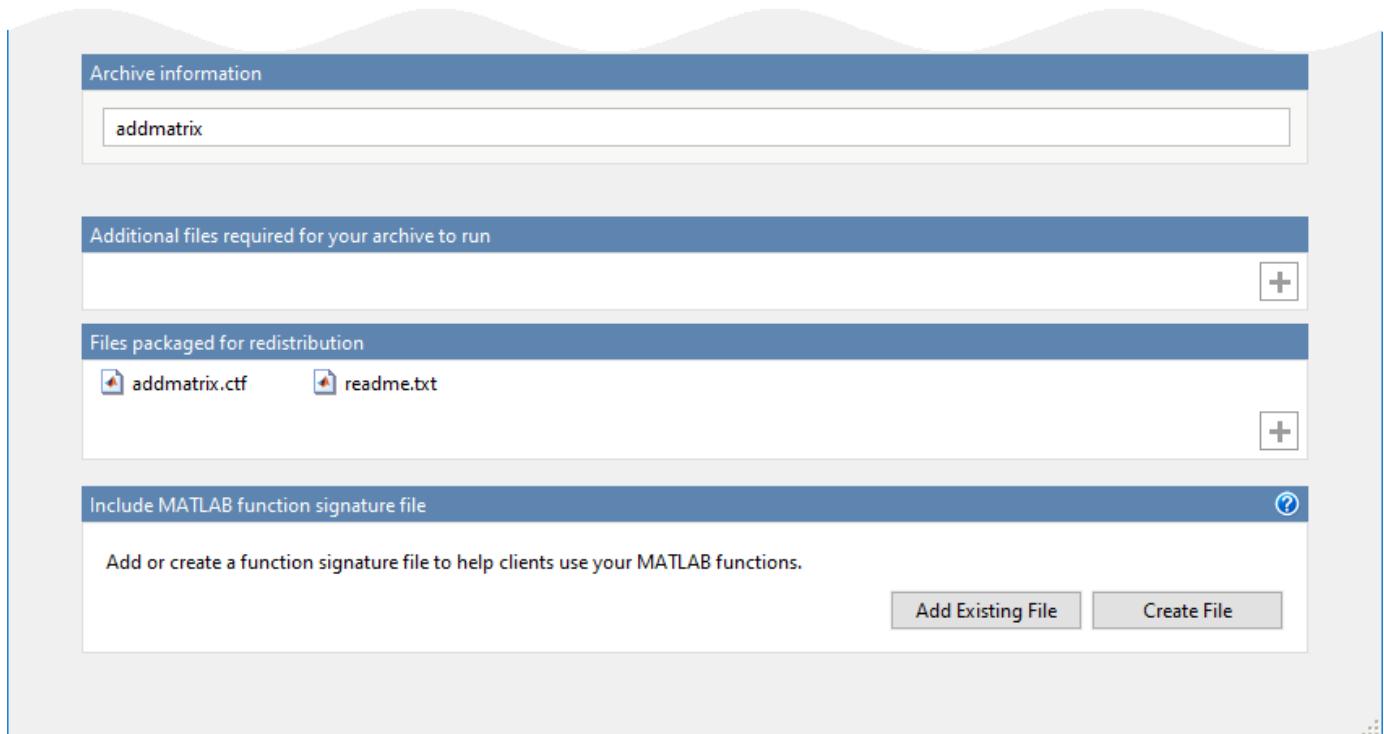 Archive information
addmatrix
Additional files required for your archive to run
Files packaged for redistribution
addmatrix.ctf readme.txt
Include MATLAB function signature file
Add or create a function signature file to help clients use your MATLAB functions.
Add Existing File Create File